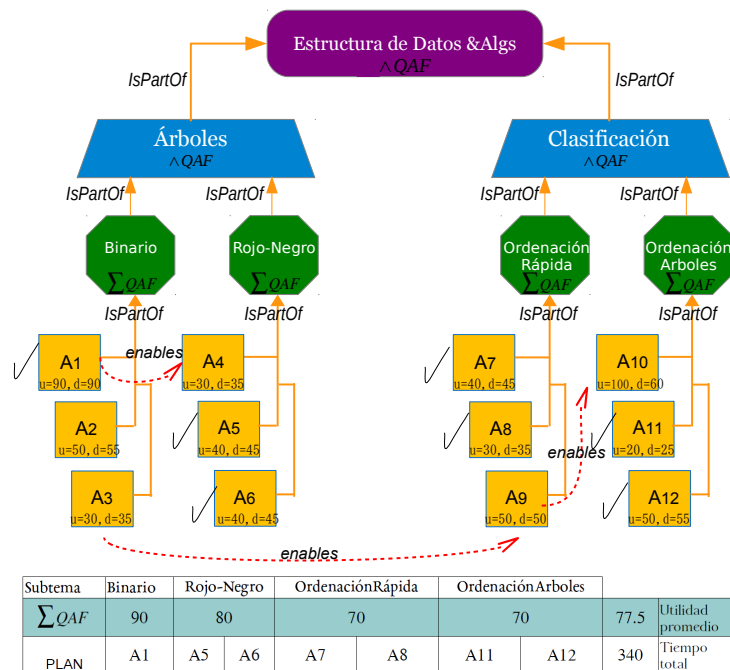 Estructura de Datos &Algs
∧QAF
IsPartOf
IsPartOf
Árboles
∧QAF
Clasificación
∧QAF
IsPartOf
IsPartOf
IsPartOf
IsPartOf
Binario
∑QAF
Rojo-Negro
∑QAF
Ordenación
Rápida
∑QAF
Ordenación
Arboles
∑QAF
IsPartOf
IsPartOf
IsPartOf
IsPartOf
A1
u=90, d=90
enables
A4
u=30, d=35
A7
u=40, d=45
A10
u=100, d=60
A2
u=50, d=55
A5
u=40, d=45
A8
u=30, d=35
enables
A11
u=20, d=25
A3
u=30, d=35
A6
u=40, d=45
A9
u=50, d=50
A12
u=50, d=55
enables
Subtema Binario Rojo-Negro OrdenaciónRápida OrdenaciónArboles
∑QAF 90 80 70 70 77.5 Utilidad promedio
PLAN A1 A5 A6 A7 A8 A11 A12 340 Tiempo total